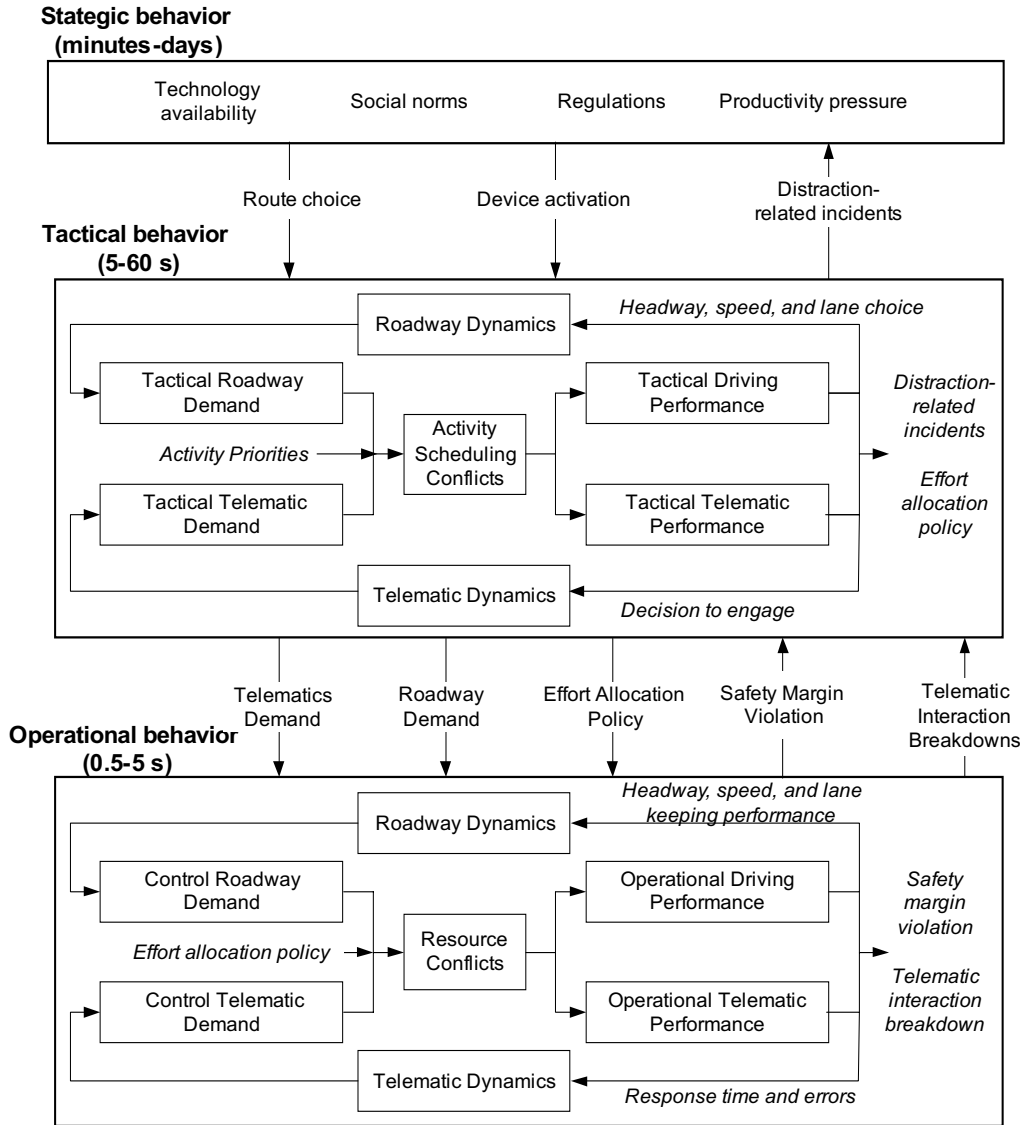 Stategic behavior
(minutes-days)
Technology
availability
Social norms
Regulations
Productivity pressure
Route choice
Device activation
Distraction-
related incidents
Tactical behavior
(5-60 s)
Roadway Dynamics
Headway, speed, and lane choice
Tactical Roadway
Demand
Tactical Driving
Performance
Activity Priorities
Activity
Scheduling
Conflicts
Distraction-
related
incidents
Effort
allocation
policy
Tactical Telematic
Demand
Tactical Telematic
Performance
Telematic Dynamics
Decision to engage
Telematics
Demand
Roadway
Demand
Effort Allocation
Policy
Safety Margin
Violation
Telematic
Interaction
Breakdowns
Operational behavior
(0.5-5 s)
Roadway Dynamics
Headway, speed, and lane
keeping performance
Control Roadway
Demand
Operational Driving
Performance
Effort allocation policy
Resource
Conflicts
Safety
margin
violation
Telematic
interaction
breakdown
Control Telematic
Demand
Operational Telematic
Performance
Telematic Dynamics
Response time and errors